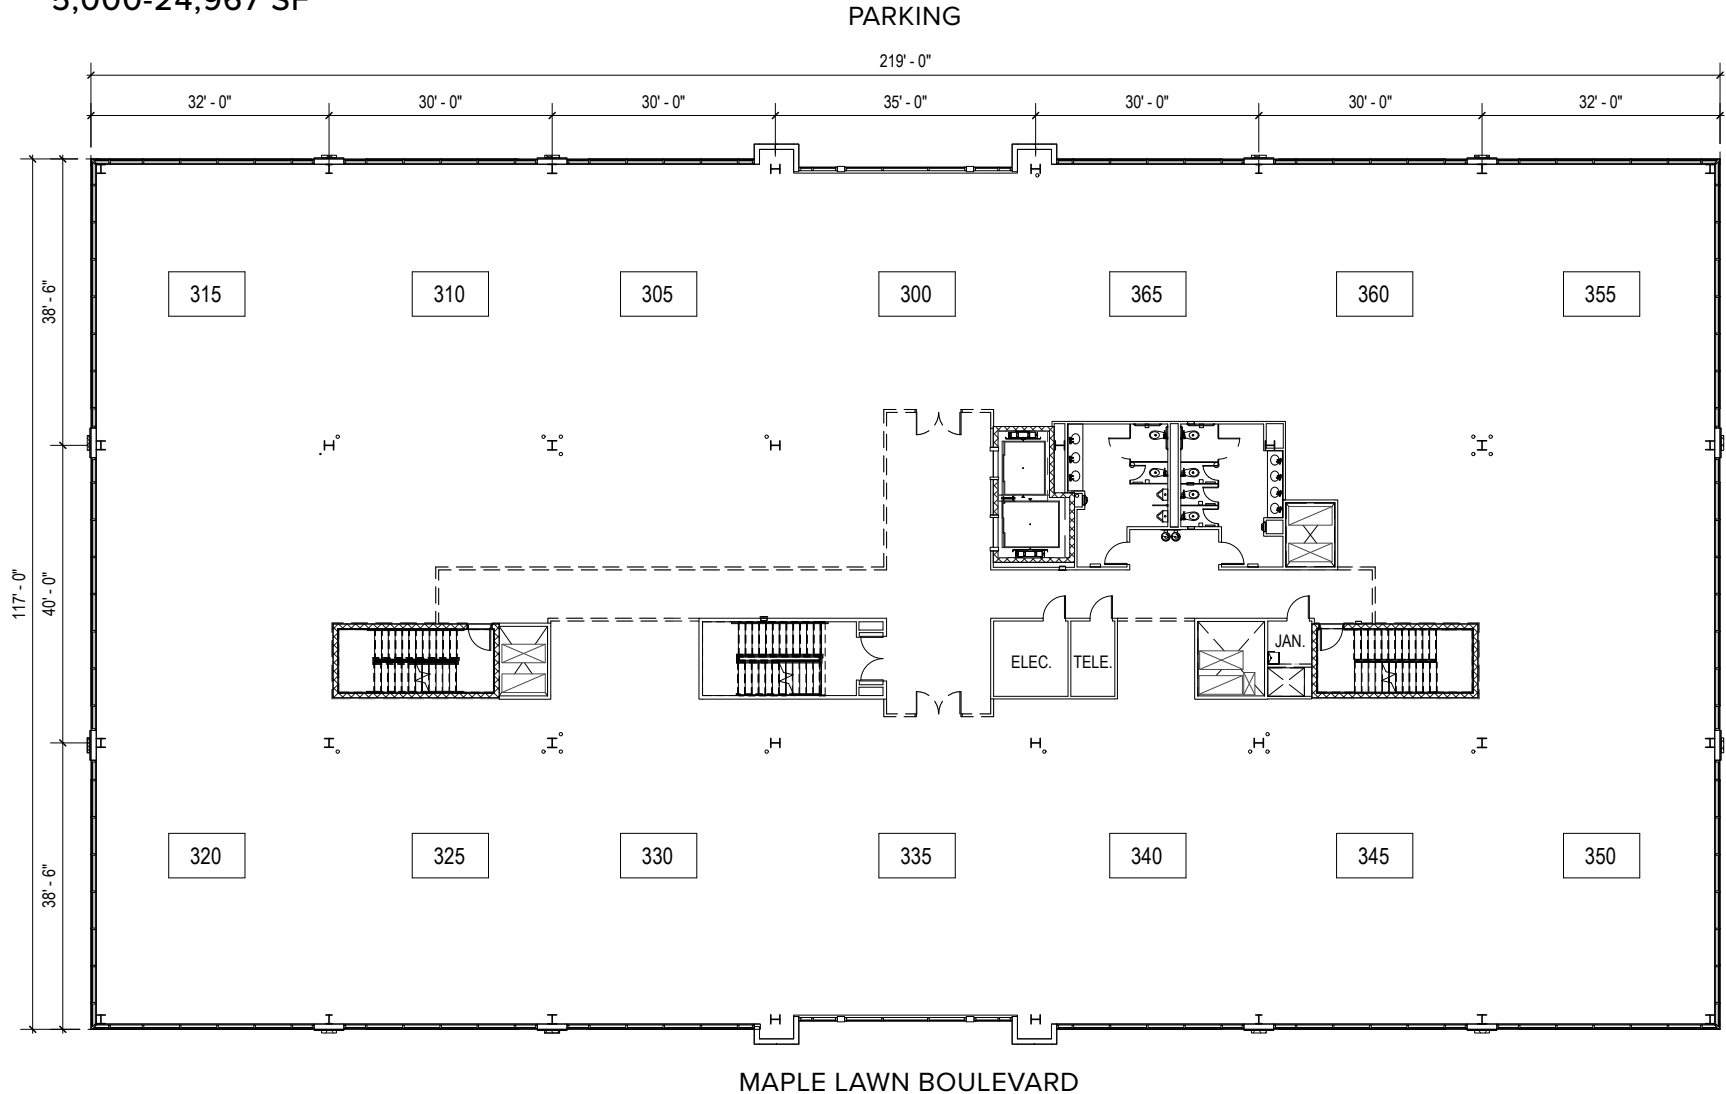 5,000-24,967 SF
PARKING
219' - 0"
32' - 0" 30' - 0" 30' - 0" 35' - 0" 30' - 0" 30' - 0" 32' - 0"
38' - 6"
315 310 305 300 365 360 355
117' - 0"
40' - 0"
ELEC. TELE. JAN.
38' - 6"
320 325 330 335 340 345 350
MAPLE LAWN BOULEVARD